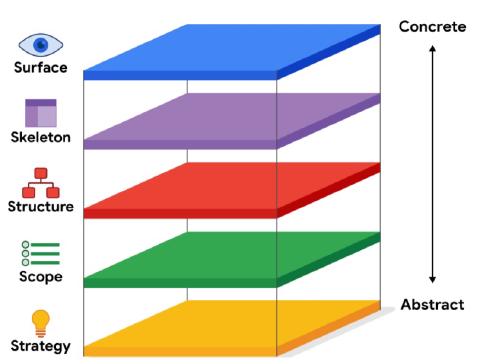 Concrete
Surface
Skeleton
Structure
Scope
Abstract
Strategy